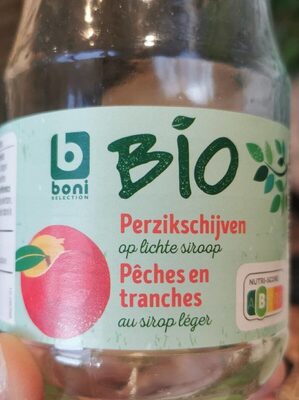 b
boni
SELECTION
BIO
Perzikschijven
op lichte siroop
Pêches en
tranches
au sirop léger
NUTRI-SCORE
A B